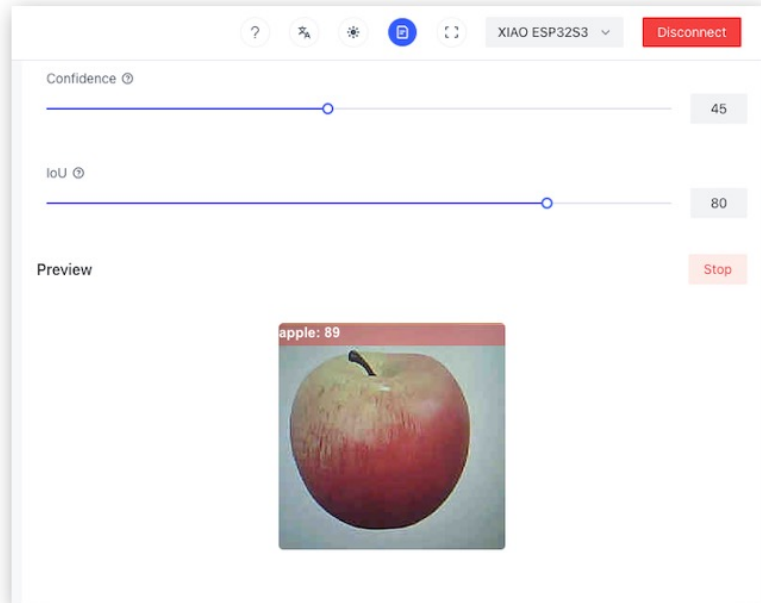 ? XIAO ESP32S3 Disconnect
Confidence ?
45
IoU ?
80
Preview Stop
apple: 89